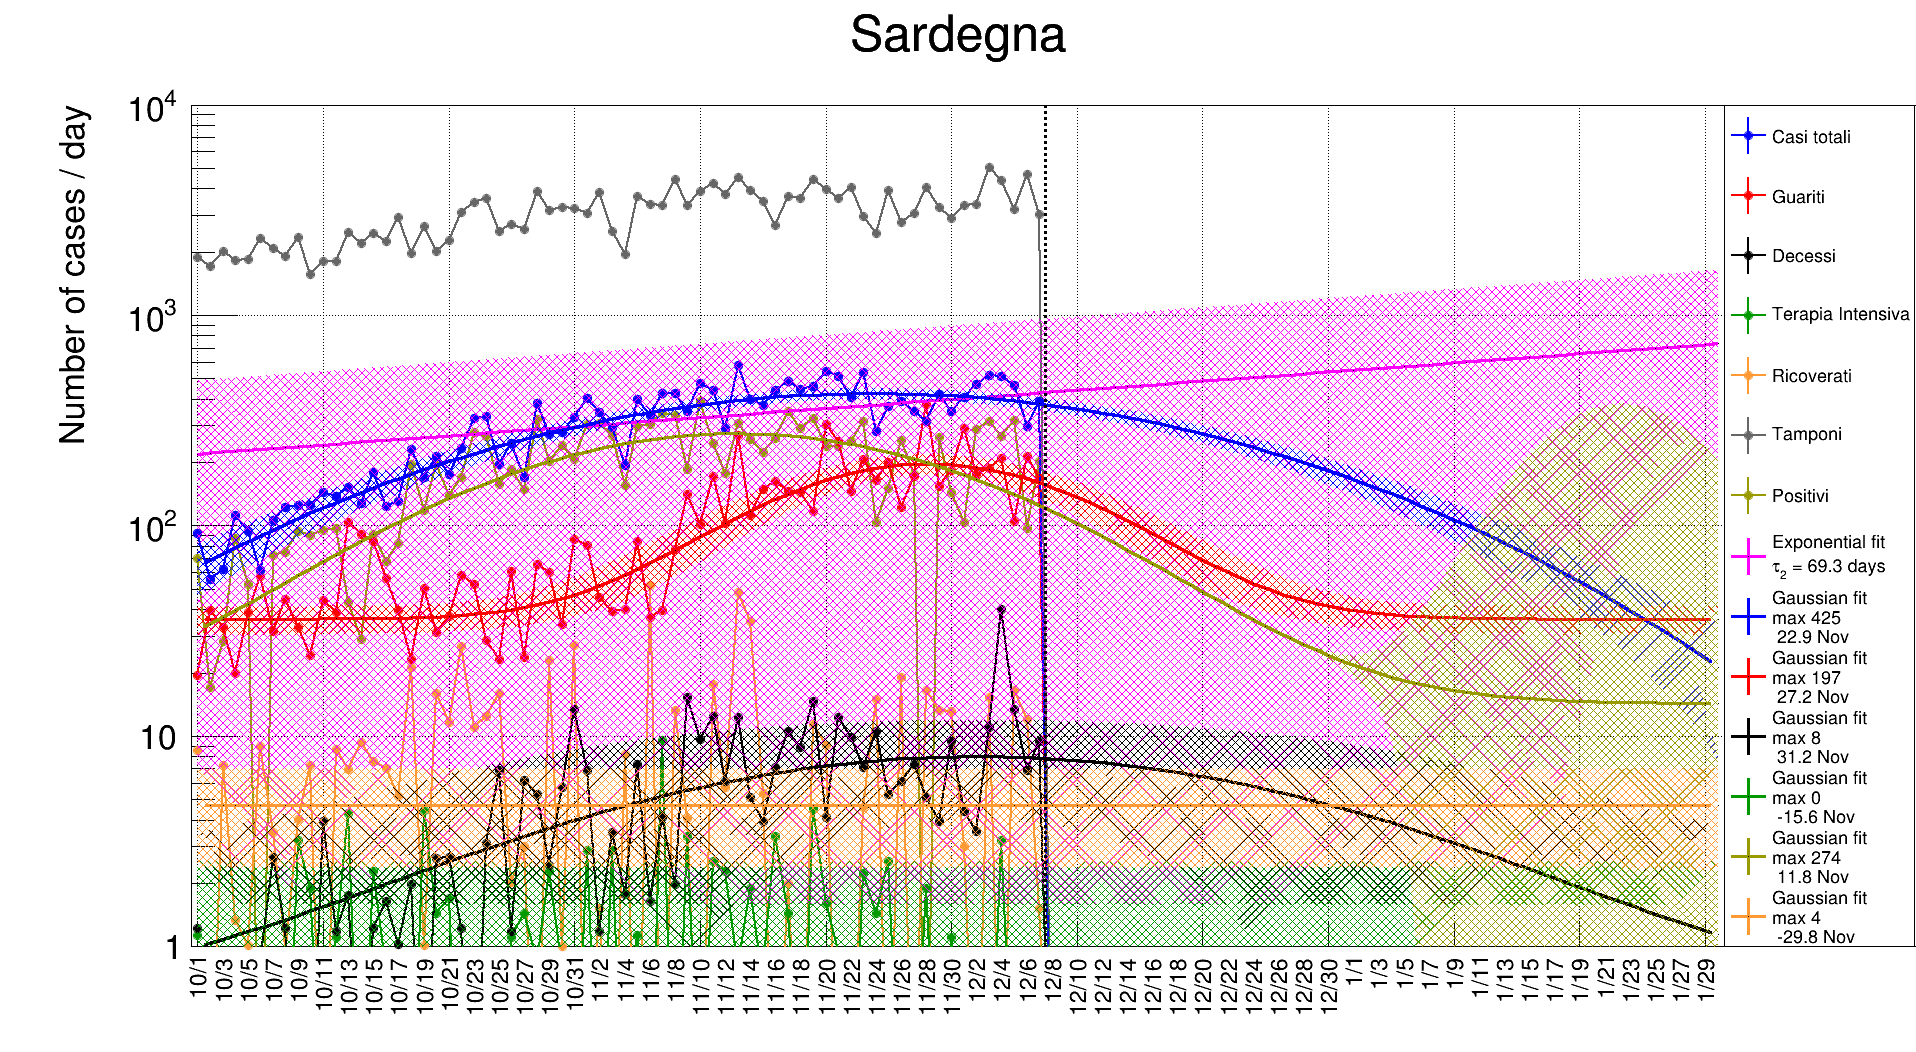 Sardegna
Number of cases / day
10^4
10^3
10^2
10
1
10/1 10/3 10/5 10/7 10/9 10/11 10/13 10/15 10/17 10/19 10/21 10/23 10/25 10/27 10/29 10/31 11/2 11/4 11/6 11/8 11/10 11/12 11/14 11/16 11/18 11/20 11/22 11/24 11/26 11/28 11/30 12/2 12/4 12/6 12/8 12/10 12/12 12/14 12/16 12/18 12/20 12/22 12/24 12/26 12/28 12/30 1/1 1/3 1/5 1/7 1/9 1/11 1/13 1/15 1/17 1/19 1/21 1/23 1/25 1/27 1/29
Casi totali
Guariti
Decessi
Terapia Intensiva
Ricoverati
Tamponi
Positivi
Exponential fit
τ2 = 69.3 days
Gaussian fit
max 425
22.9 Nov
Gaussian fit
max 197
27.2 Nov
Gaussian fit
max 8
31.2 Nov
Gaussian fit
max 0
-15.6 Nov
Gaussian fit
max 274
11.8 Nov
Gaussian fit
max 4
-29.8 Nov